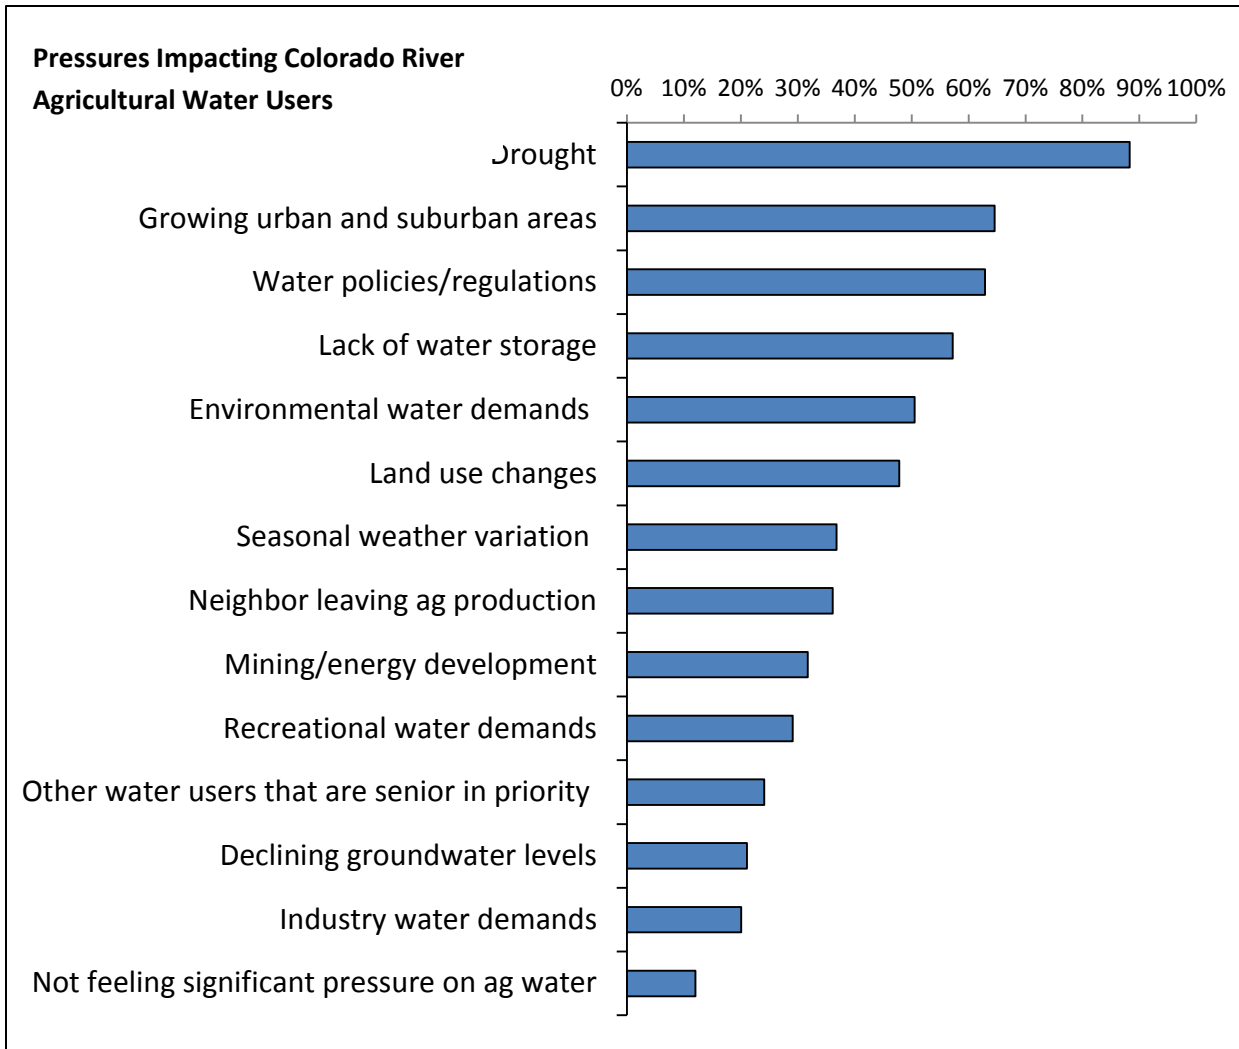 Pressures Impacting Colorado River
Agricultural Water Users
0% 10% 20% 30% 40% 50% 60% 70% 80% 90% 100%
Drought
Growing urban and suburban areas
Water policies/regulations
Lack of water storage
Environmental water demands
Land use changes
Seasonal weather variation
Neighbor leaving ag production
Mining/energy development
Recreational water demands
Other water users that are senior in priority
Declining groundwater levels
Industry water demands
Not feeling significant pressure on ag water